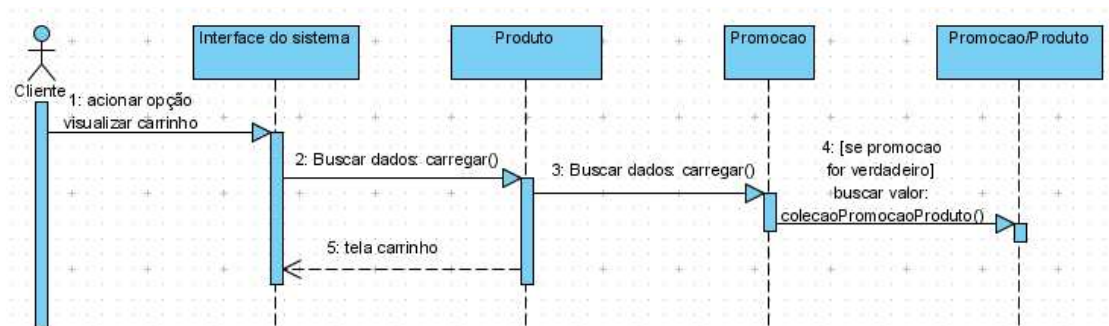 Interface do sistema
Produto
Promocao
Promocao/Produto
Cliente
1: acionar opção
visualizar carrinho
2: Buscar dados: carregar()
3: Buscar dados: carregar()
4: [se promocao
for verdadeiro]
buscar valor:
colecaoPromocaoProduto()
5: tela carrinho